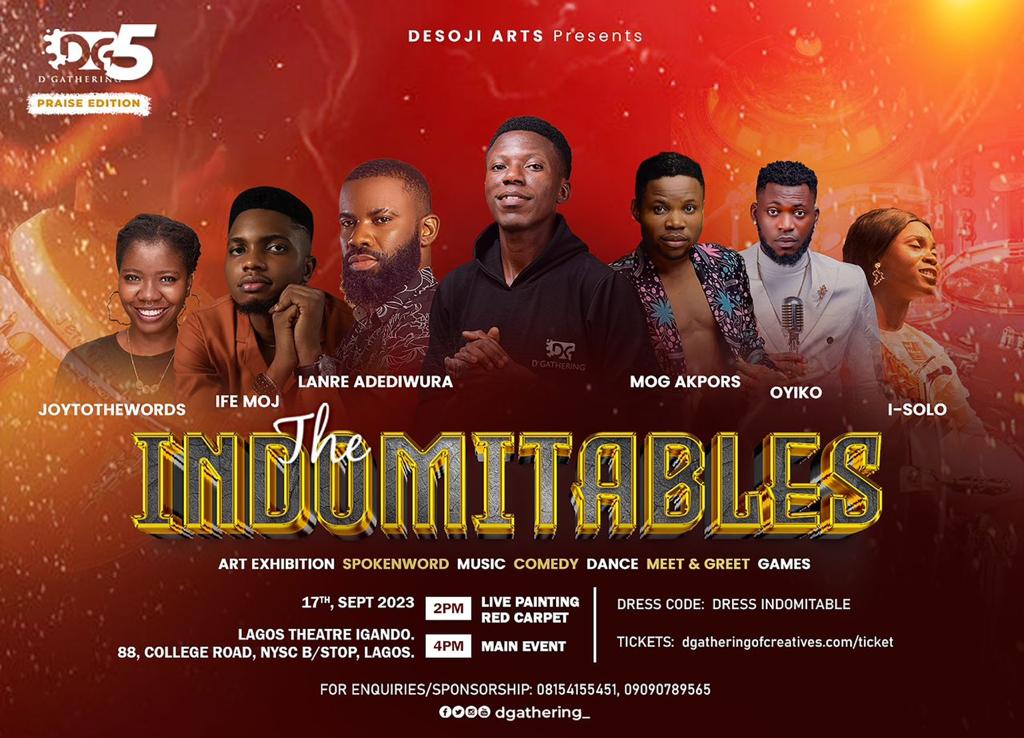 DESOJI ARTS Presents
DG5
D'GATHERING
PRAISE EDITION
DG
D'GATHERING
LANRE ADEDIWURA
MOG AKPORS
OYIKO
IFE MOJ
JOYTOTHEWORDS
I-SOLO
The
INDOMITABLES
ART EXHIBITION SPOKENWORD MUSIC COMEDY DANCE MEET & GREET GAMES
17TH, SEPT 2023
LAGOS THEATRE IGANDO.
88, COLLEGE ROAD, NYSC B/STOP, LAGOS.
2PM LIVE PAINTING
RED CARPET
4PM MAIN EVENT
DRESS CODE: DRESS INDOMITABLE
TICKETS: dgatheringofcreatives.com/ticket
FOR ENQUIRIES/SPONSORSHIP: 08154155451, 09090789565
dgathering_